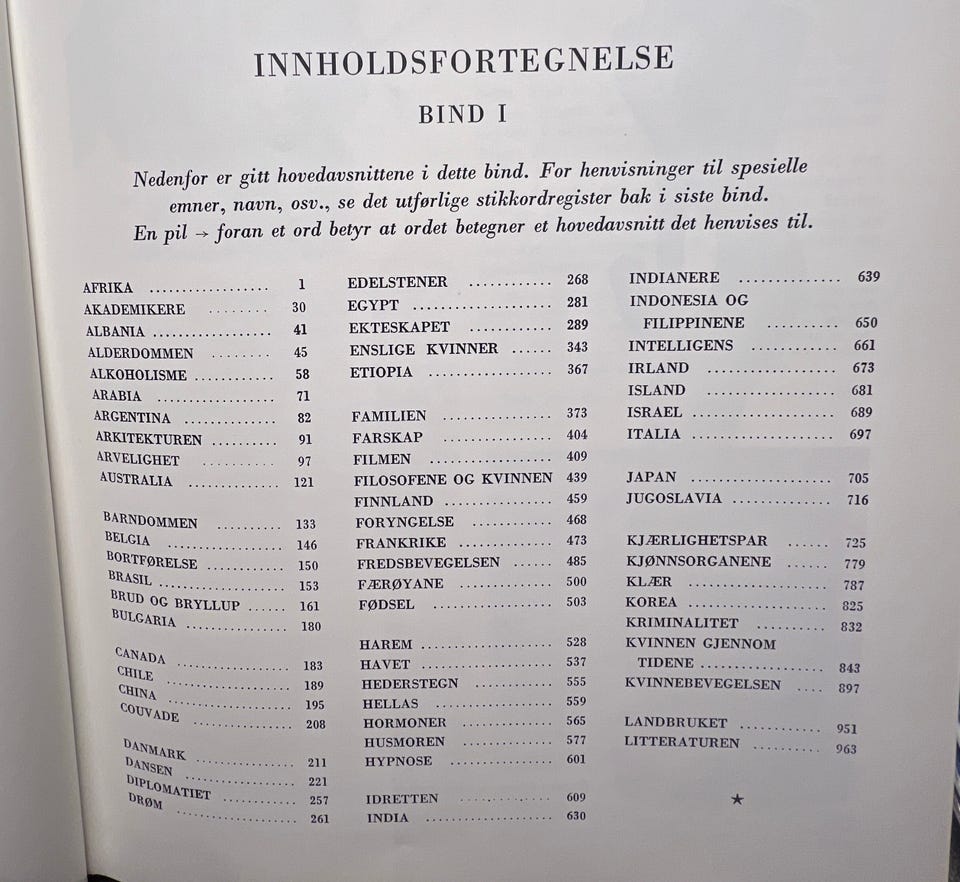 INNHOLDSFORTEGNELSE
BIND I
Nedenfor er gitt hovedavsnittene i dette bind. For henvisninger til spesielle
emner, navn, osv., se det utførlige stikkordregister bak i siste bind.
En pil → foran et ord betyr at ordet betegner et hovedavsnitt det henvises til.
AFRIKA ................. 1
AKADEMIKERE ........ 30
ALBANIA ................. 41
ALDERDOMMEN ........ 45
ALKOHOLISME ............ 58
ARABIA ................. 71
ARGENTINA ............. 82
ARKITEKTUREN .......... 91
ARVELIGHET .......... 97
AUSTRALIA ............. 121
BARNDOMMEN .......... 133
BELGIA ................ 146
BORTFØRELSE ............ 150
BRASIL ................. 153
BRUD OG BRYLLUP ...... 161
BULGARIA .............. 180
CANADA ................. 183
CHILE .................. 189
CHINA .................. 195
COUVADE .............. 208
DANMARK .............. 211
DANSEN ................ 221
DIPLOMATIET ........... 257
DRØM .................. 261
EDELSTENER ............ 268
EGYPT .................... 281
EKTESKAPET ............ 289
ENSLIGE KVINNER ...... 343
ETIOPIA .................. 367
FAMILIEN ................ 373
FARSKAP ................ 404
FILMEN .................. 409
FILOSOFENE OG KVINNEN 439
FINNLAND ................ 459
FORYNGELSE ............ 468
FRANKRIKE .............. 473
FREDSBEVEGELSEN ...... 485
FÆRØYANE .............. 500
FØDSEL .................. 503
HAREM .................... 528
HAVET .................... 537
HEDERSTEGN ............ 555
HELLAS .................. 559
HORMONER .............. 565
HUSMOREN .............. 577
HYPNOSE ................ 601
IDRETTEN .............. 609
INDIA .................... 630
INDIANERE .............. 639
INDONESIA OG
FILIPPINENE .......... 650
INTELLIGENS ............ 661
IRLAND .................. 673
ISLAND .................. 681
ISRAEL .................... 689
ITALIA .................... 697
JAPAN .................... 705
JUGOSLAVIA .............. 716
KJÆRLIGHETSPAR ...... 725
KJØNNSORGANENE ...... 779
KLÆR .................... 787
KOREA .................... 825
KRIMINALITET .......... 832
KVINNEN GJENNOM
TIDENE .................. 843
KVINNEBEVEGELSEN .... 897
LANDBRUKET ............ 951
LITTERATUREN .......... 963